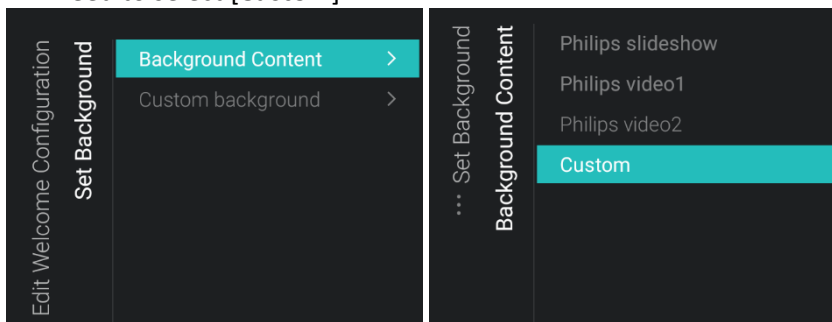 Edit Welcome Configuration
Set Background
Background Content
Custom background
... Set Background
Background Content
Philips slideshow
Philips video1
Philips video2
Custom